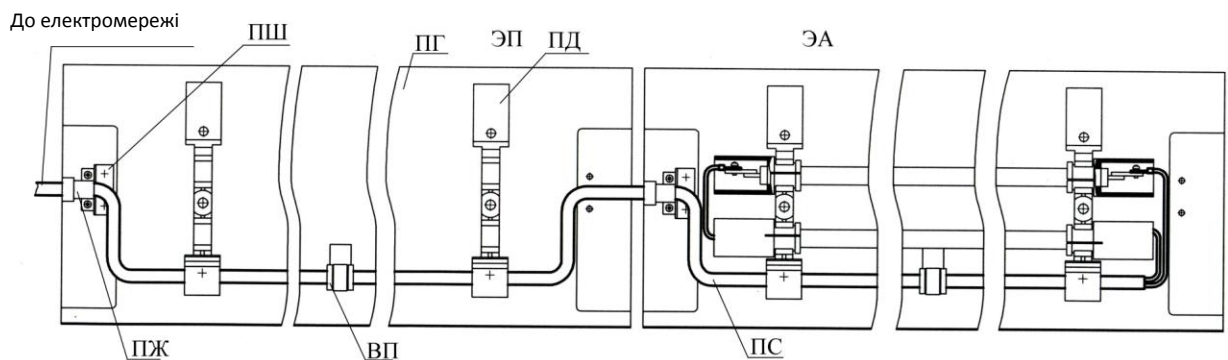 До електромережі
ПШ
ПГ
ЭП
ПД
ЭА
ПЖ
ВП
ПС